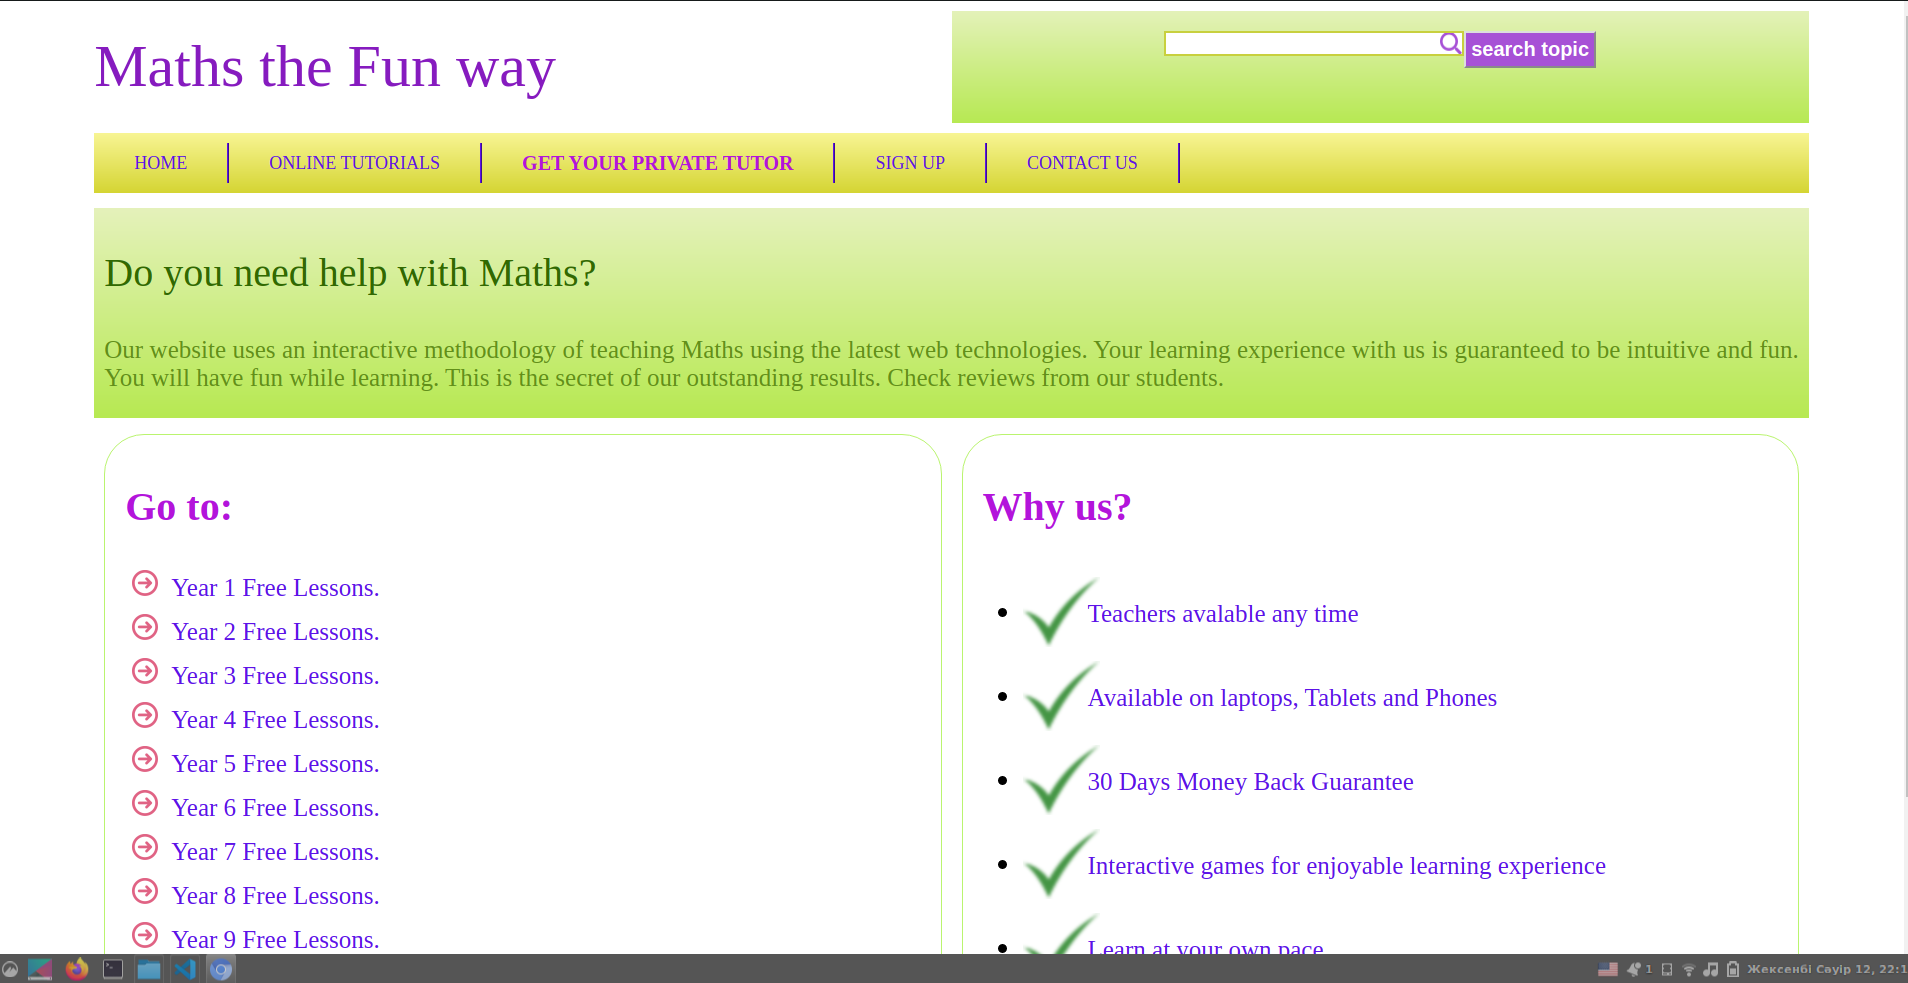 Maths the Fun way
search topic
HOME
ONLINE TUTORIALS
GET YOUR PRIVATE TUTOR
SIGN UP
CONTACT US
Do you need help with Maths?
Our website uses an interactive methodology of teaching Maths using the latest web technologies. Your learning experience with us is guaranteed to be intuitive and fun.
You will have fun while learning. This is the secret of our outstanding results. Check reviews from our students.
Go to:
Year 1 Free Lessons.
Year 2 Free Lessons.
Year 3 Free Lessons.
Year 4 Free Lessons.
Year 5 Free Lessons.
Year 6 Free Lessons.
Year 7 Free Lessons.
Year 8 Free Lessons.
Year 9 Free Lessons.
Why us?
Teachers avalable any time
Available on laptops, Tablets and Phones
30 Days Money Back Guarantee
Interactive games for enjoyable learning experience
Learn at your own pace
1
Жексенбі Сәуір 12, 22:1